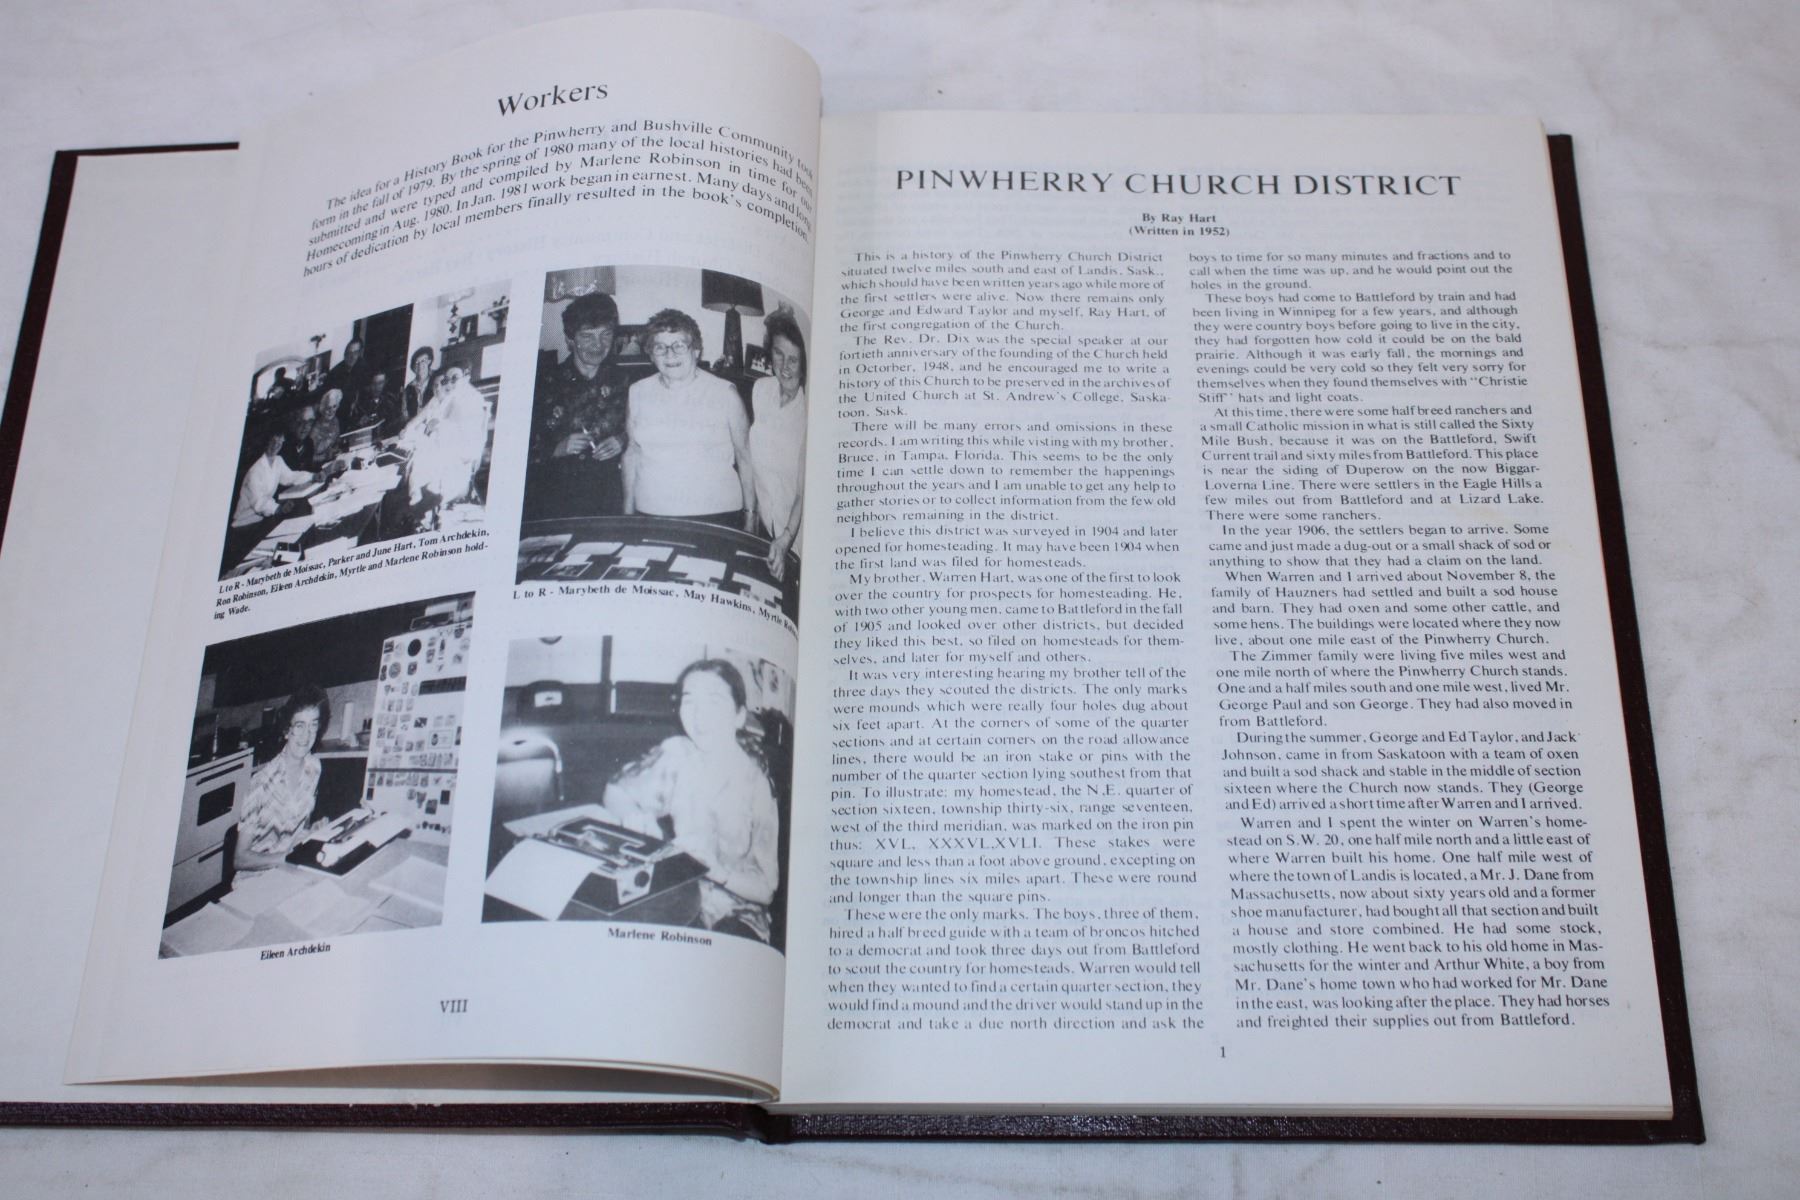 Workers
The idea for a History Book for the Pinwherry and Bushville Community took
form in the fall of 1979. By the spring of 1980 many of the local histories had been
submitted and were typed and compiled by Marlene Robinson in time for our
Homecoming in Aug. 1980. In Jan. 1981 work began in earnest. Many days and long
hours of dedication by local members finally resulted in the book's completion.
L to R - Marybeth de Moissac, Parker and June Hart, Tom Archdekin,
Ron Robinson, Eileen Archdekin, Myrtle and Marlene Robinson hold-
ing Wade.
L to R - Marybeth de Moissac, May Hawkins, Myrtle
Eileen Archdekin
Marlene Robinson
VIII
PINWHERRY CHURCH DISTRICT
By Ray Hart
(Written in 1952)
This is a history of the Pinwherry Church District
situated twelve miles south and east of Landis, Sask.,
which should have been written years ago while more of
the first settlers were alive. Now there remains only
George and Edward Taylor and myself, Ray Hart, of
the first congregation of the Church.
The Rev. Dr. Dix was the special speaker at our
fortieth anniversary of the founding of the Church held
in Octorber, 1948, and he encouraged me to write a
history of this Church to be preserved in the archives of
the United Church at St. Andrew's College, Saska-
toon, Sask.
There will be many errors and omissions in these
records. I am writing this while visting with my brother,
Bruce, in Tampa, Florida. This seems to be the only
time I can settle down to remember the happenings
throughout the years and I am unable to get any help to
gather stories or to collect information from the few old
neighbors remaining in the district.
I believe this district was surveyed in 1904 and later
opened for homesteading. It may have been 1904 when
the first land was filed for homesteads.
My brother, Warren Hart, was one of the first to look
over the country for prospects for homesteading. He,
with two other young men, came to Battleford in the fall
of 1905 and looked over other districts, but decided
they liked this best, so filed on homesteads for them-
selves, and later for myself and others.
It was very interesting hearing my brother tell of the
three days they scouted the districts. The only marks
were mounds which were really four holes dug about
six feet apart. At the corners of some of the quarter
sections and at certain corners on the road allowance
lines, there would be an iron stake or pins with the
number of the quarter section lying southest from that
pin. To illustrate; my homestead, the N.E. quarter of
section sixteen, township thirty-six, range seventeen,
west of the third meridian, was marked on the iron pin
thus: XVL, XXXVL,XVLI. These stakes were
square and less than a foot above ground, excepting on
the township lines six miles apart. These were round
and longer than the square pins.
These were the only marks. The boys, three of them,
hired a half breed guide with a team of broncos hitched
to a democrat and took three days out from Battleford
to scout the country for homesteads. Warren would tell
when they wanted to find a certain quarter section, they
would find a mound and the driver would stand up in the
democrat and take a due north direction and ask the
boys to time for so many minutes and fractions and to
call when the time was up, and he would point out the
holes in the ground.
These boys had come to Battleford by train and had
been living in Winnipeg for a few years, and although
they were country boys before going to live in the city,
they had forgotten how cold it could be on the bald
prairie. Although it was early fall, the mornings and
evenings could be very cold so they felt very sorry for
themselves when they found themselves with "Christie
Stiff" hats and light coats.
At this time, there were some half breed ranchers and
a small Catholic mission in what is still called the Sixty
Mile Bush, because it was on the Battleford, Swift
Current trail and sixty miles from Battleford. This place
is near the siding of Duperow on the now Biggar-
Loverna Line. There were settlers in the Eagle Hills a
few miles out from Battleford and at Lizard Lake.
There were some ranchers.
In the year 1906, the settlers began to arrive. Some
came and just made a dug-out or a small shack of sod or
anything to show that they had a claim on the land.
When Warren and I arrived about November 8, the
family of Hauzners had settled and built a sod house
and barn. They had oxen and some other cattle, and
some hens. The buildings were located where they now
live, about one mile east of the Pinwherry Church.
The Zimmer family were living five miles west and
one mile north of where the Pinwherry Church stands.
One and a half miles south and one mile west, lived Mr.
George Paul and son George. They had also moved in
from Battleford.
During the summer, George and Ed Taylor, and Jack
Johnson, came in from Saskatoon with a team of oxen
and built a sod shack and stable in the middle of section
sixteen where the Church now stands. They (George
and Ed) arrived a short time after Warren and I arrived.
Warren and I spent the winter on Warren's home-
stead on S.W. 20, one half mile north and a little east of
where Warren built his home. One half mile west of
where the town of Landis is located, a Mr. J. Dane from
Massachusetts, now about sixty years old and a former
shoe manufacturer, had bought all that section and built
a house and store combined. He had some stock,
mostly clothing. He went back to his old home in Mas-
sachusetts for the winter and Arthur White, a boy from
Mr. Dane's home town who had worked for Mr. Dane
in the east, was looking after the place. They had horses
and freighted their supplies out from Battleford.
1